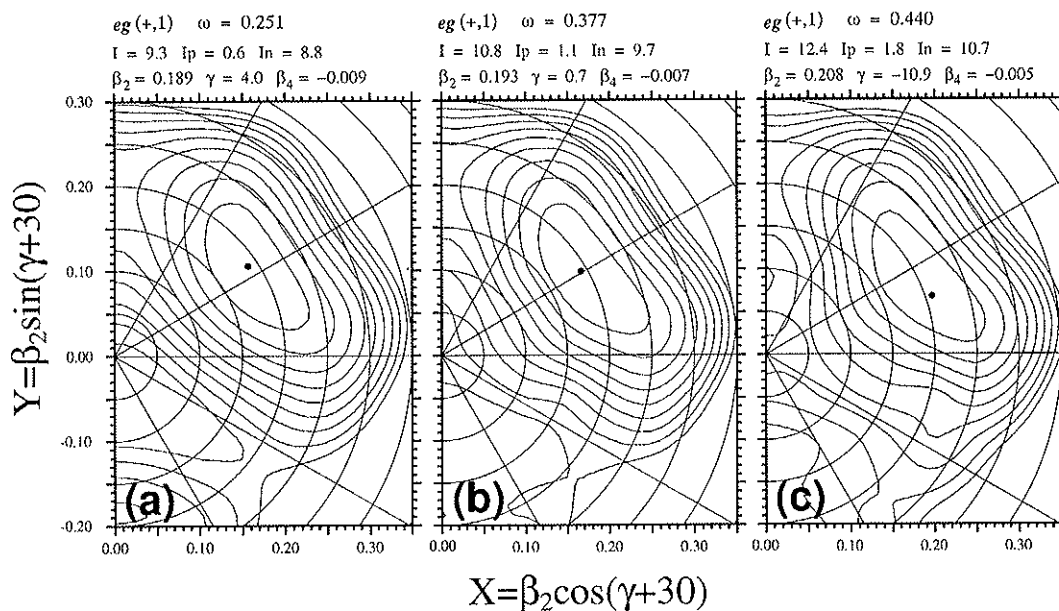 eg (+,1) ω = 0.251
I = 9.3 Ip = 0.6 In = 8.8
β₂ = 0.189 γ = 4.0 β₄ = −0.009
eg (+,1) ω = 0.377
I = 10.8 Ip = 1.1 In = 9.7
β₂ = 0.193 γ = 0.7 β₄ = −0.007
eg (+,1) ω = 0.440
I = 12.4 Ip = 1.8 In = 10.7
β₂ = 0.208 γ = −10.9 β₄ = −0.005
Y=β₂sin(γ+30)
0.30
0.20
0.10
0.00
-0.10
-0.20
(a)
(b)
(c)
0.00 0.10 0.20 0.30
0.00 0.10 0.20 0.30
0.00 0.10 0.20 0.30
X=β₂cos(γ+30)